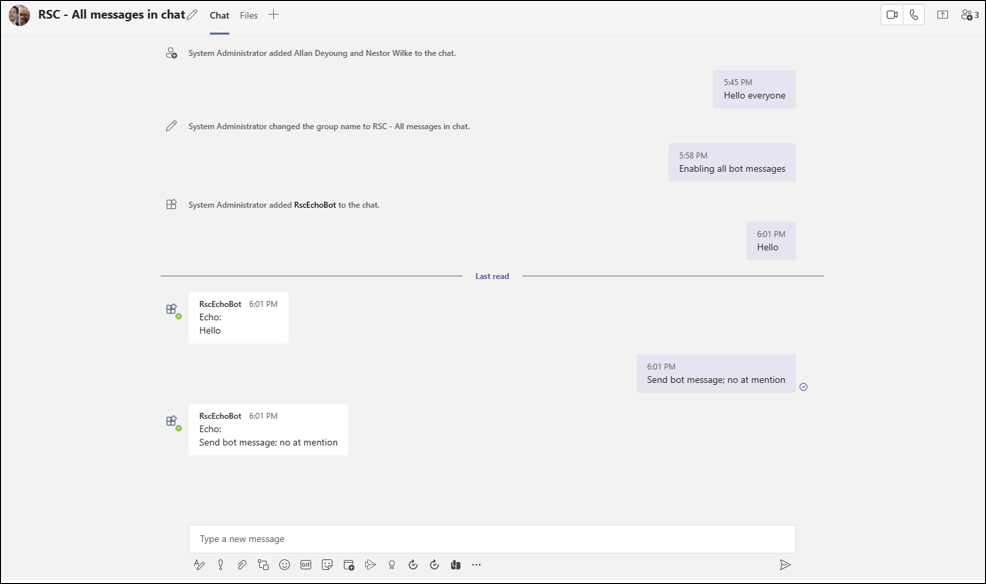 RSC - All messages in chat
Chat
Files
3
System Administrator added Allan Deyoung and Nestor Wilke to the chat.
5:45 PM
Hello everyone
System Administrator changed the group name to RSC - All messages in chat.
5:58 PM
Enabling all bot messages
System Administrator added RscEchoBot to the chat.
6:01 PM
Hello
Last read
RscEchoBot 6:01 PM
Echo:
Hello
6:01 PM
Send bot message; no at mention
RscEchoBot 6:01 PM
Echo:
Send bot message; no at mention
Type a new message
GIF